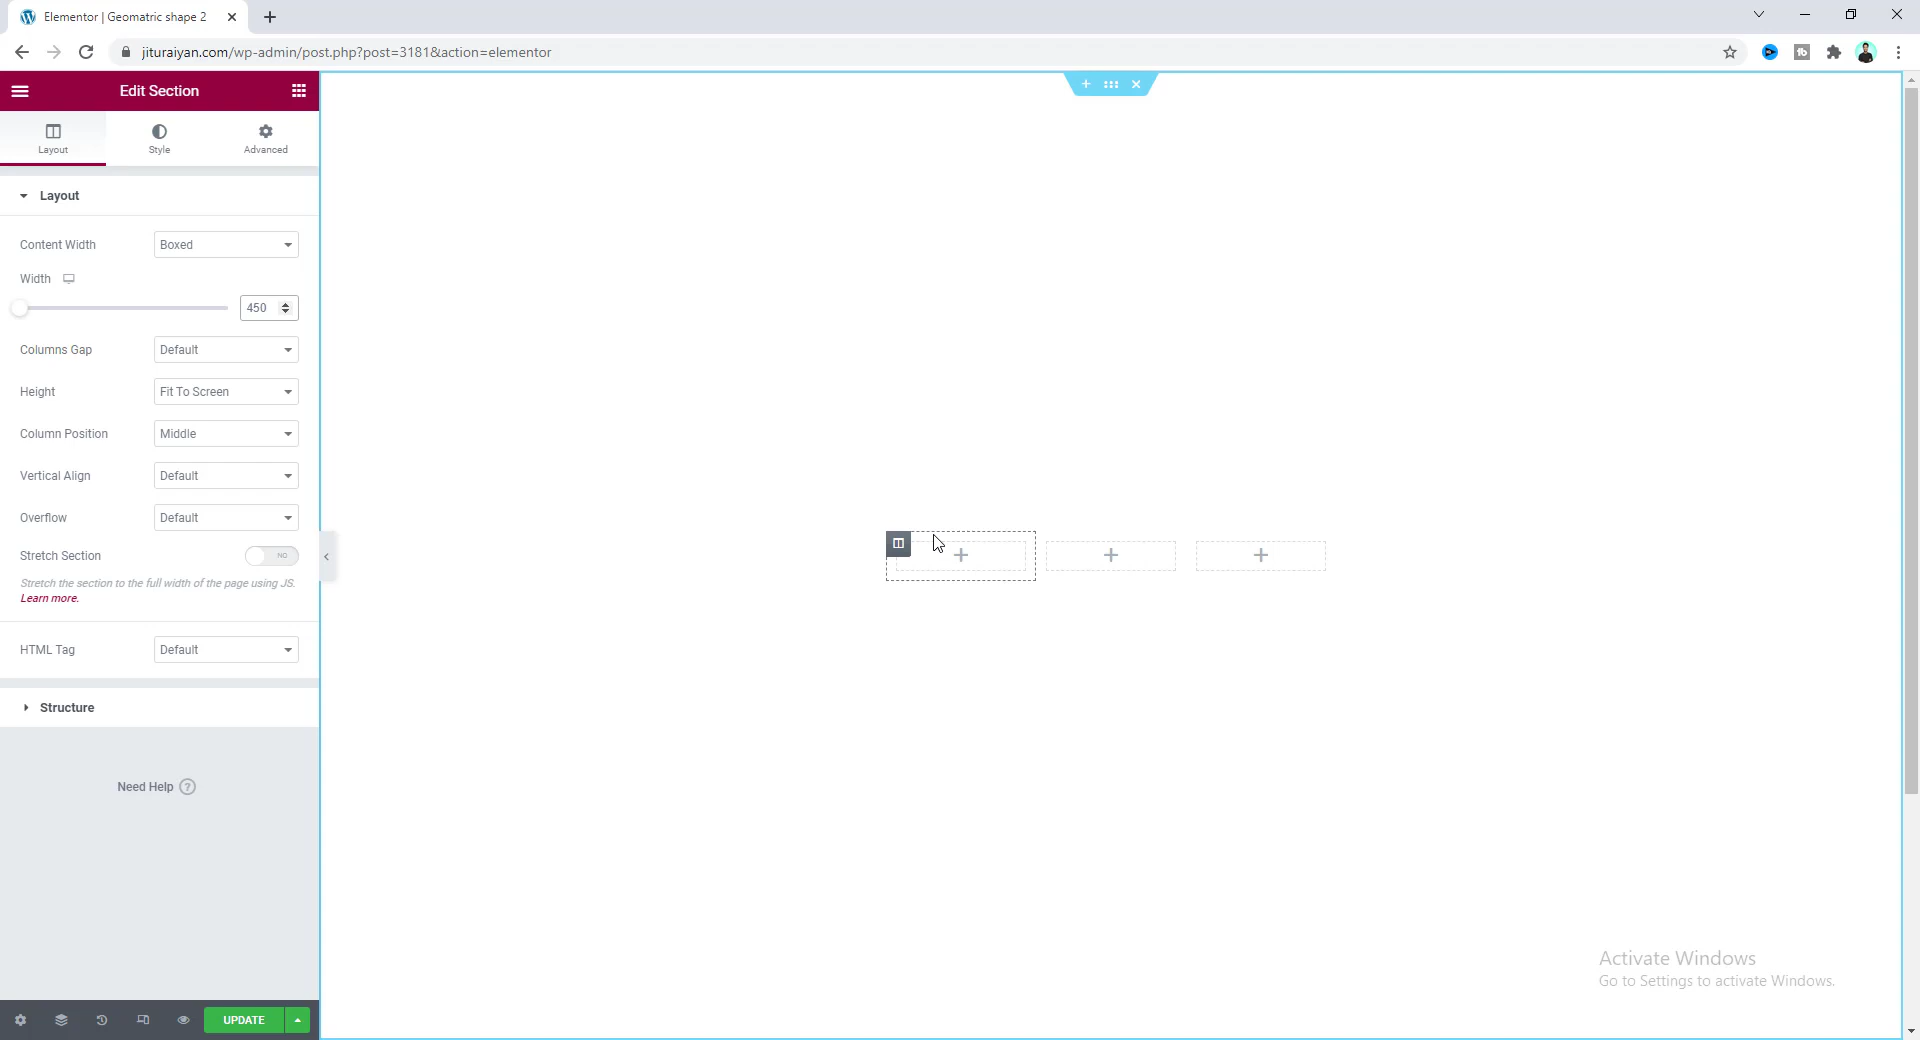 Elementor | Geomatric shape 2
jituraiyan.com/wp-admin/post.php?post=3181&action=elementor
Edit Section
Layout
Style
Advanced
Layout
Content Width
Boxed
Width
450
Columns Gap
Default
Height
Fit To Screen
Column Position
Middle
Vertical Align
Default
Overflow
Default
Stretch Section
NO
Stretch the section to the full width of the page using JS.
Learn more.
HTML Tag
Default
Structure
Need Help
UPDATE
Activate Windows
Go to Settings to activate Windows.